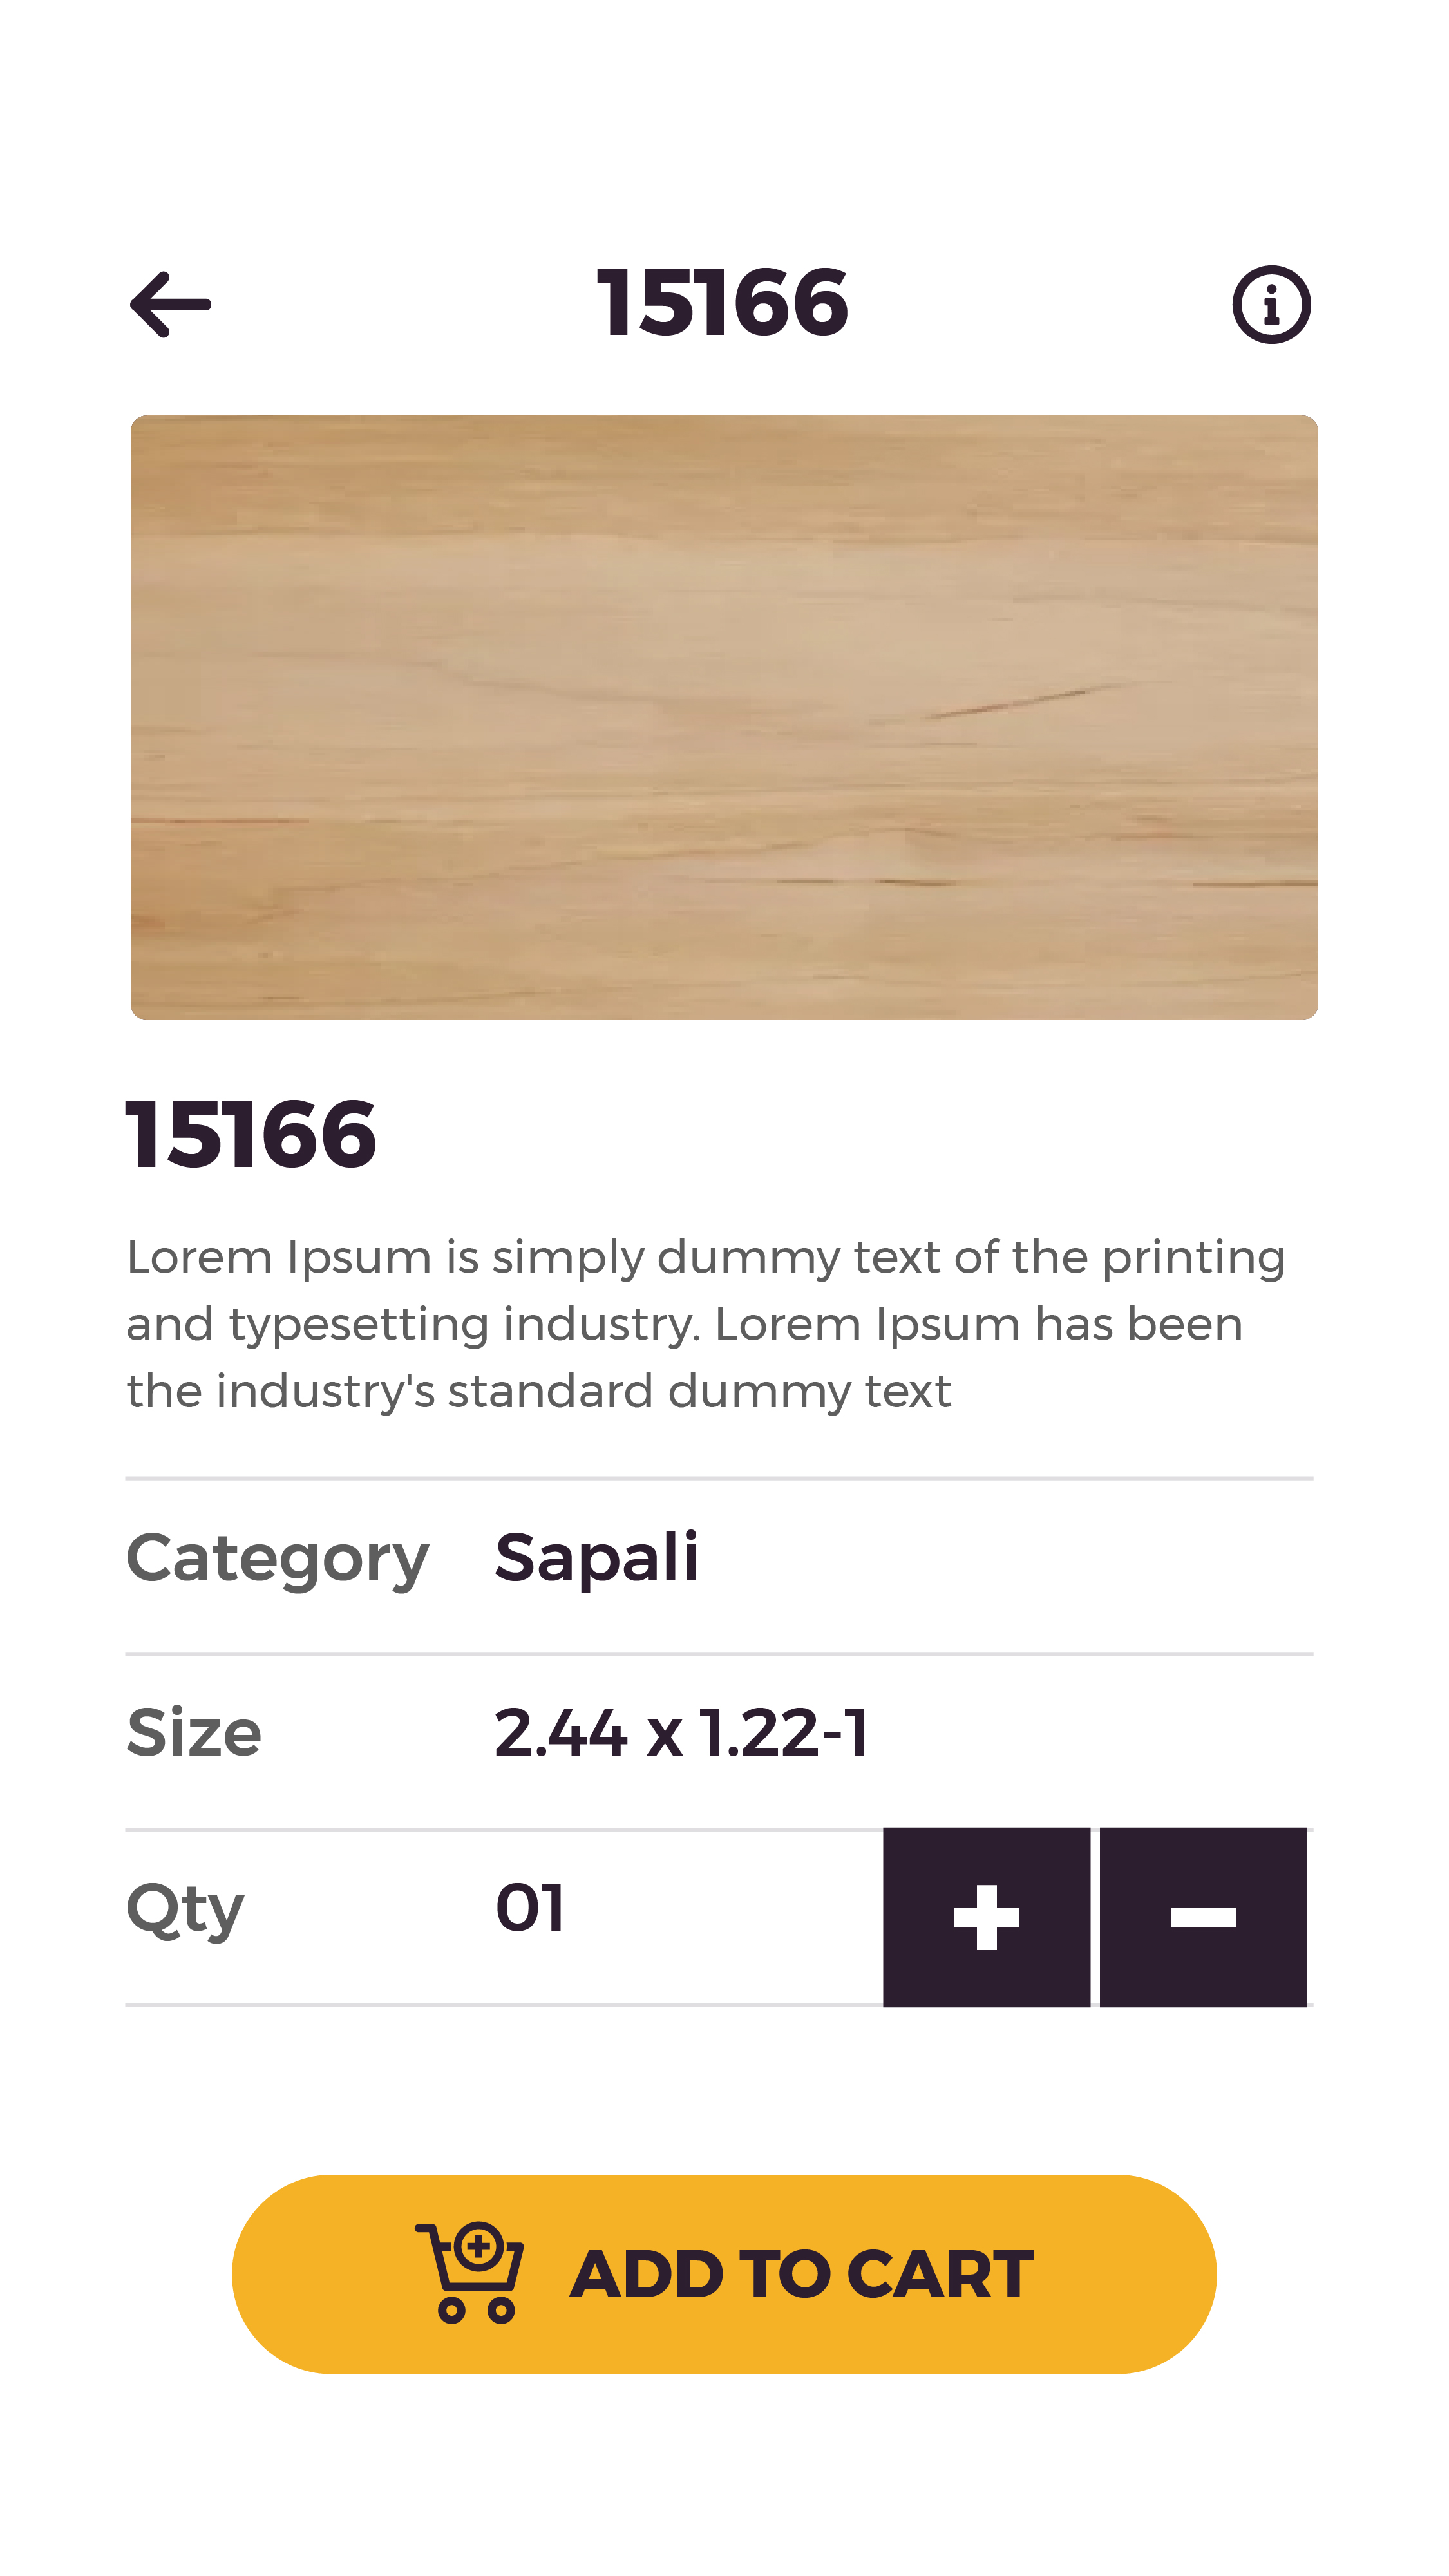 15166
15166
Lorem Ipsum is simply dummy text of the printing
and typesetting industry. Lorem Ipsum has been
the industry's standard dummy text
Category Sapali
Size 2.44 x 1.22-1
Qty 01
ADD TO CART